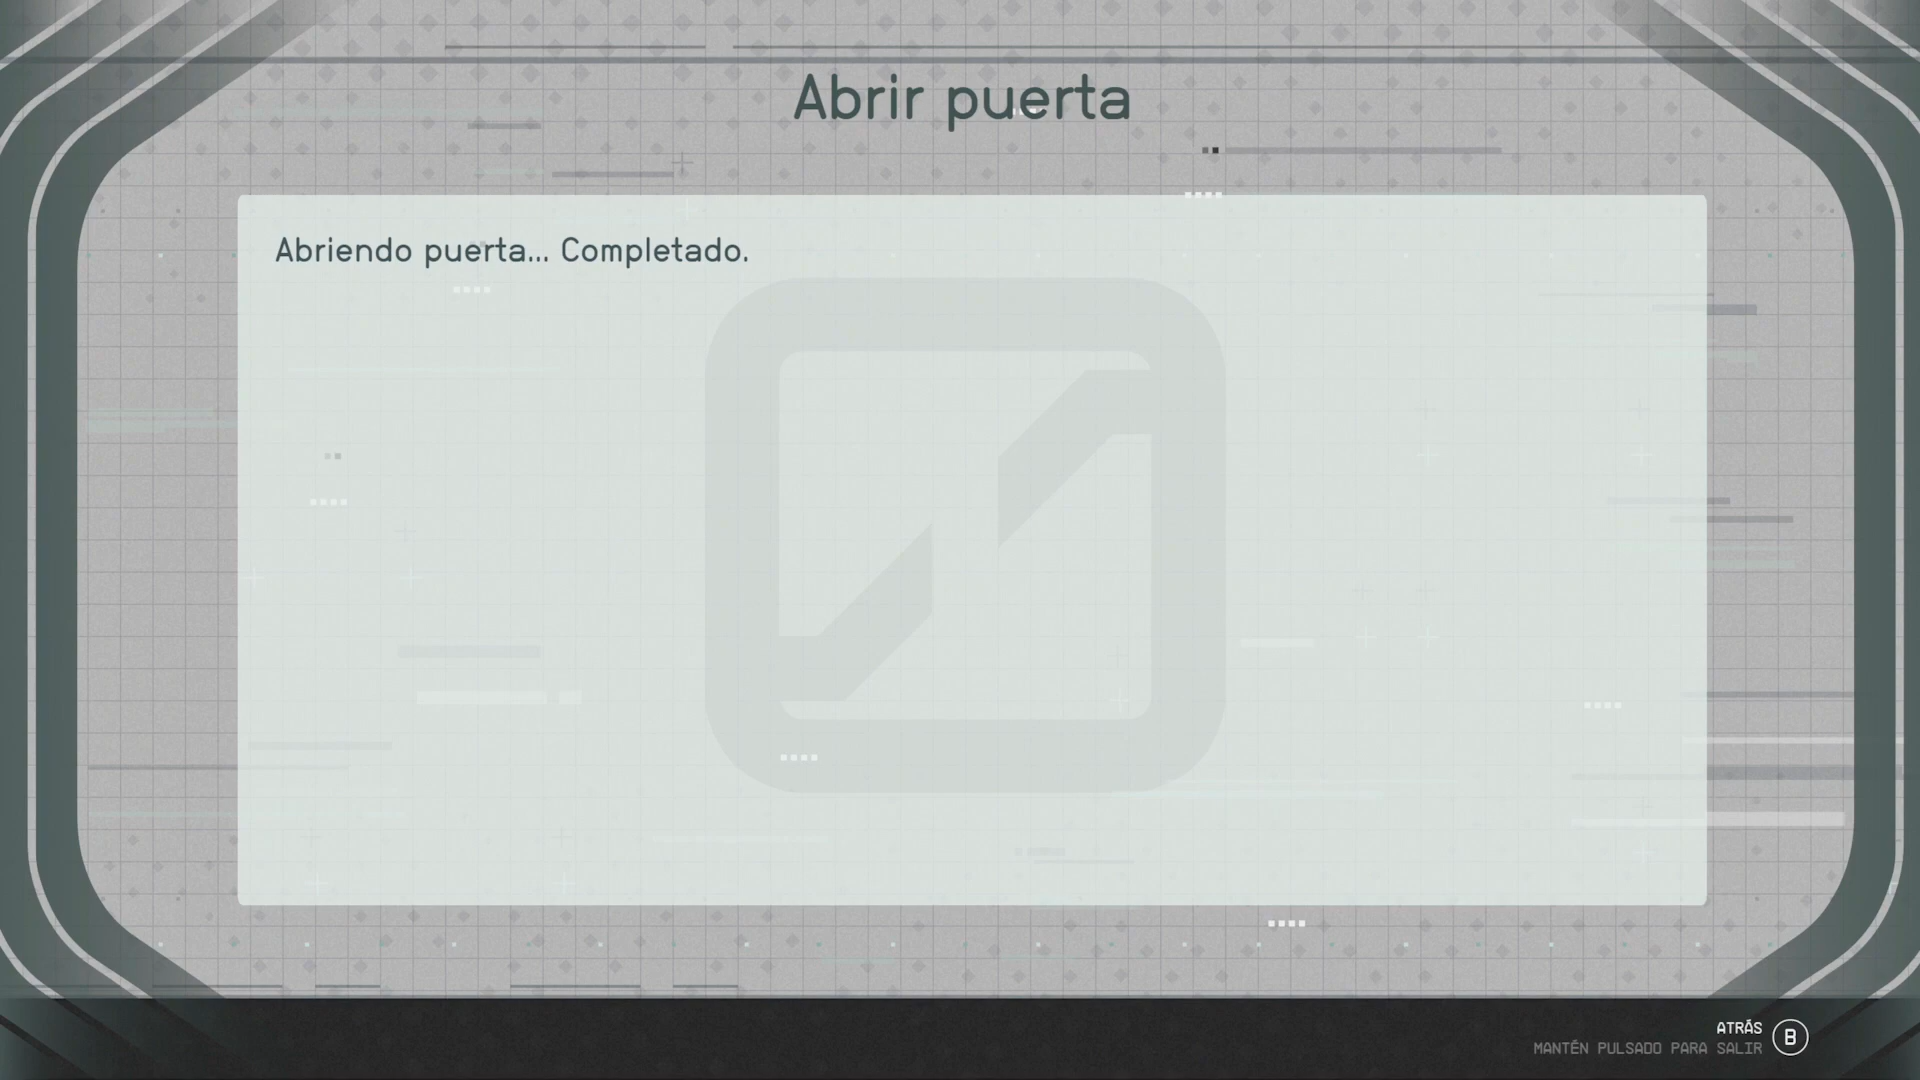 Abrir puerta
Abriendo puerta... Completado.
ATRÁS
B
MANTÉN PULSADO PARA SALIR